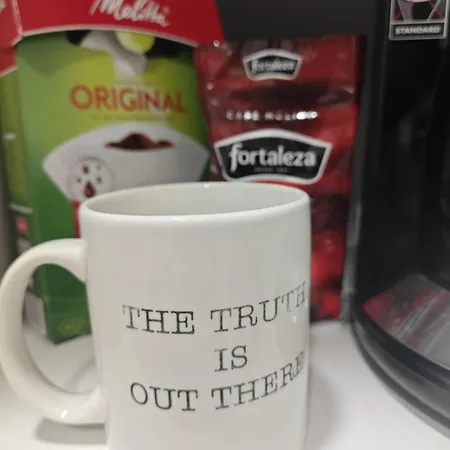 Melitta
ORIGINAL
fortaleza
CAFÉ MOLIDO
fortaleza
STANDARD
THE TRUTH
IS
OUT THERE